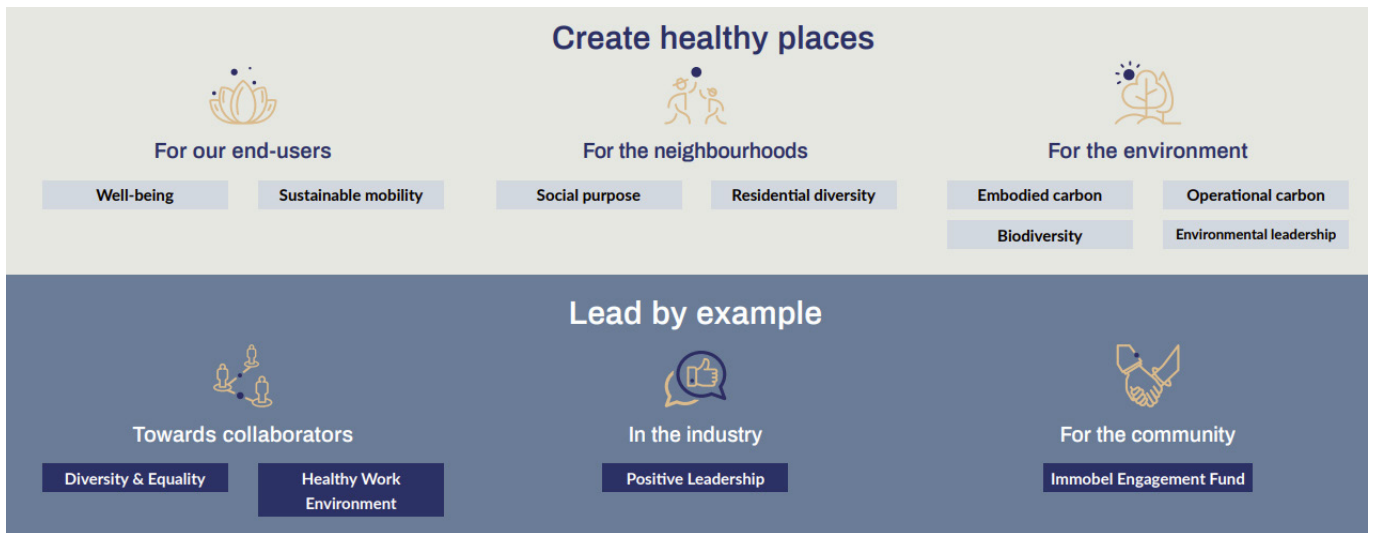 Create healthy places
For our end-users
Well-being
Sustainable mobility
For the neighbourhoods
Social purpose
Residential diversity
For the environment
Embodied carbon
Operational carbon
Biodiversity
Environmental leadership
Lead by example
Towards collaborators
Diversity & Equality
Healthy Work
Environment
In the industry
Positive Leadership
For the community
Immobel Engagement Fund